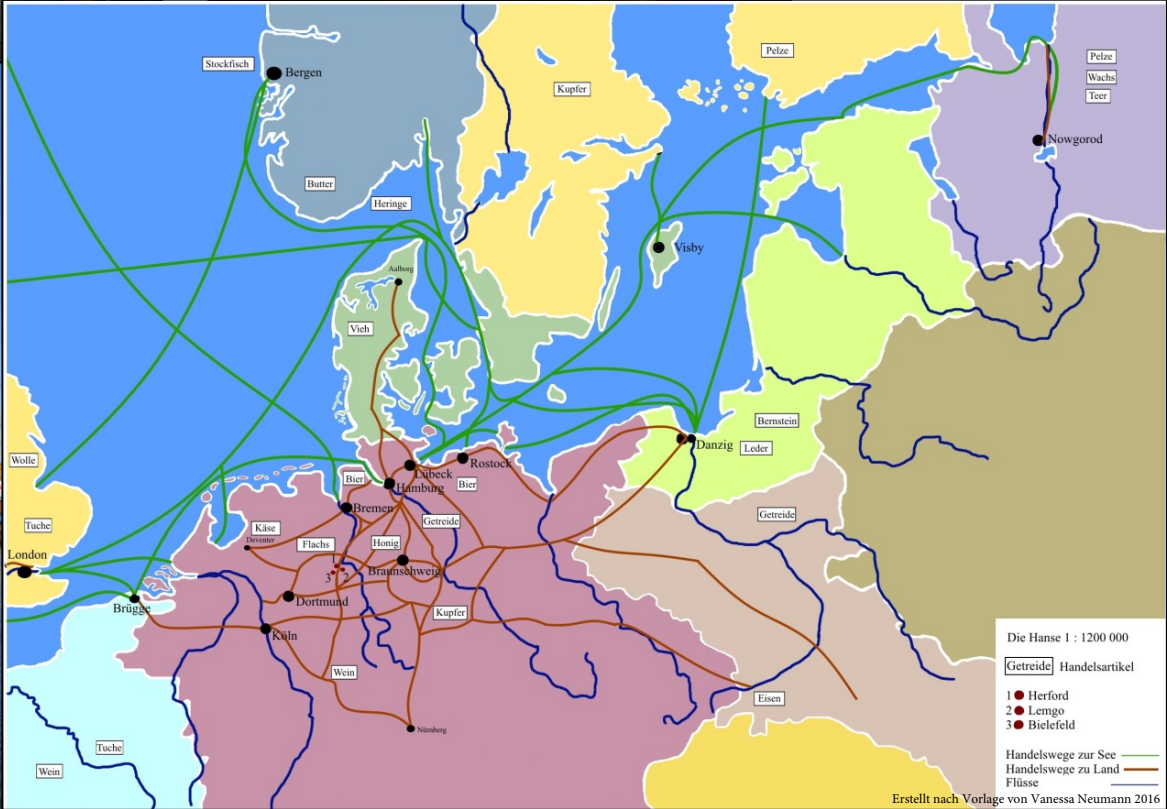 Stockfisch
Bergen
Pelze
Kupfer
Pelze
Wachs
Teer
Nowgorod
Butter
Heringe
Visby
Aalborg
Vieh
Bernstein
Danzig
Leder
Wolle
Rostock
Lübeck
Bier
Hamburg
Bier
Bremen
Tuche
Käse
Getreide
Getreide
Deventer
Flachs
Honig
London
1
Braunschweig
3 2
Brügge
Dortmund
Kupfer
Köln
Wein
Eisen
Nürnberg
Tuche
Wein
Die Hanse 1 : 1200 000
Getreide Handelsartikel
1 Herford
2 Lemgo
3 Bielefeld
Handelswege zur See
Handelswege zu Land
Flüsse
Erstellt nach Vorlage von Vanessa Neumann 2016